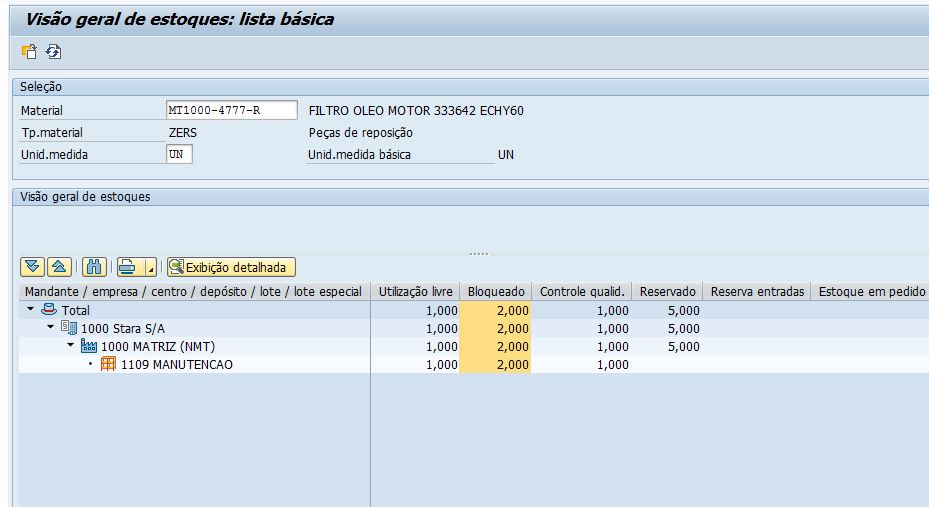 Visão geral de estoques: lista básica
Seleção
Material MT1000-4777-R FILTRO OLEO MOTOR 333642 ECHY60
Tp.material ZERS Peças de reposição
Unid.medida UN Unid.medida básica UN
Visão geral de estoques
Exibição detalhada
Mandante / empresa / centro / depósito / lote / lote especial Utilização livre Bloqueado Controle qualid. Reservado Reserva entradas Estoque em pedido
Total 1,000 2,000 1,000 5,000
1000 Stara S/A 1,000 2,000 1,000 5,000
1000 MATRIZ (NMT) 1,000 2,000 1,000 5,000
1109 MANUTENCAO 1,000 2,000 1,000